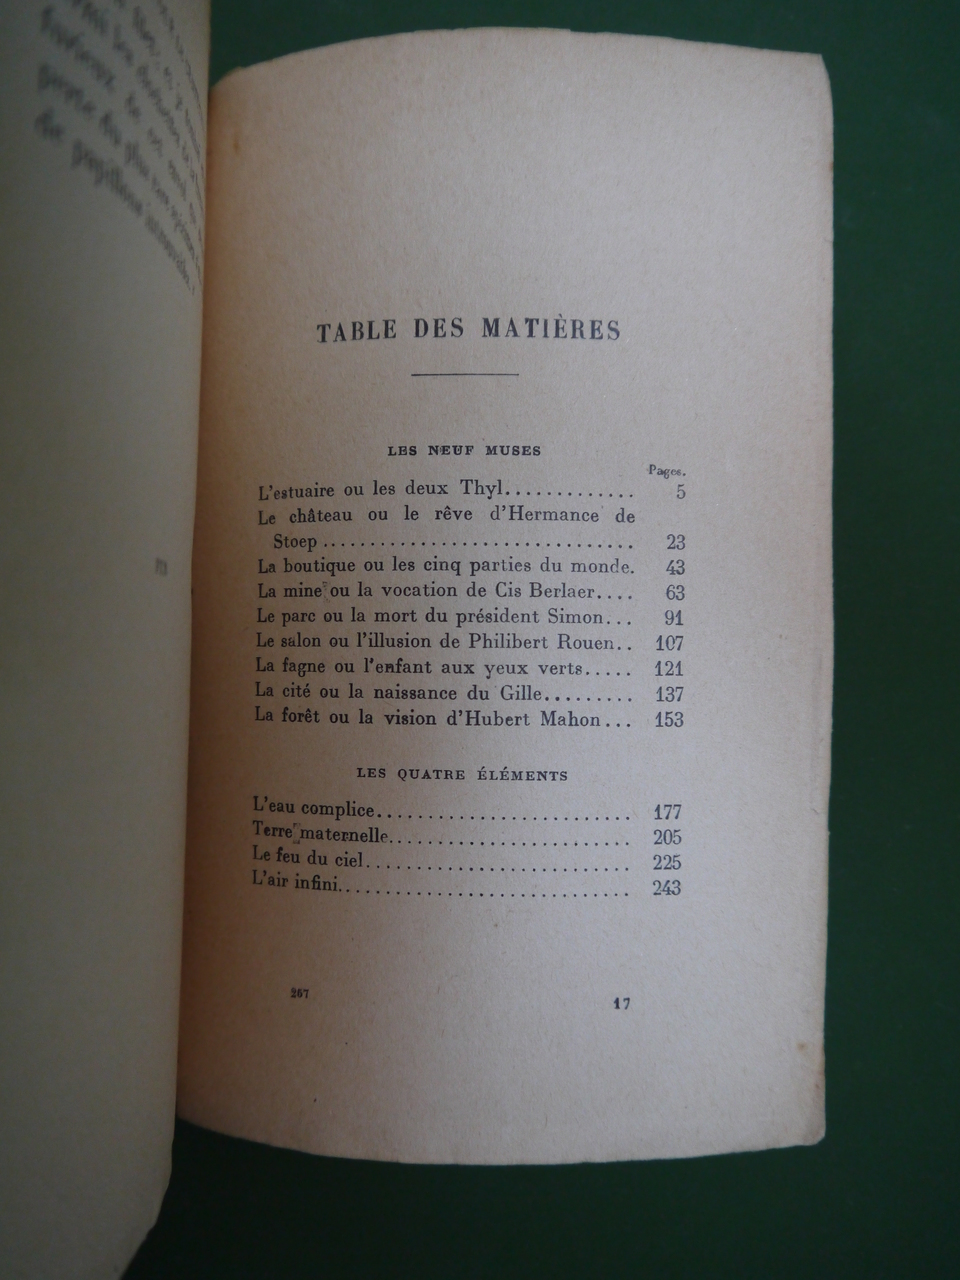 TABLE DES MATIÈRES
LES NEUF MUSES
Pages.
L'estuaire ou les deux Thyl............. 5
Le château ou le rêve d'Hermance de
Stoep .............................. 23
La boutique ou les cinq parties du monde. 43
La mine ou la vocation de Cis Berlaer.... 63
Le parc ou la mort du président Simon... 91
Le salon ou l'illusion de Philibert Rouen.. 107
La fagne ou l'enfant aux yeux verts..... 121
La cité ou la naissance du Gille......... 137
La forêt ou la vision d'Hubert Mahon... 153
LES QUATRE ÉLÉMENTS
L'eau complice......................... 177
Terre maternelle........................ 205
Le feu du ciel.......................... 225
L'air infini............................. 243
267 17